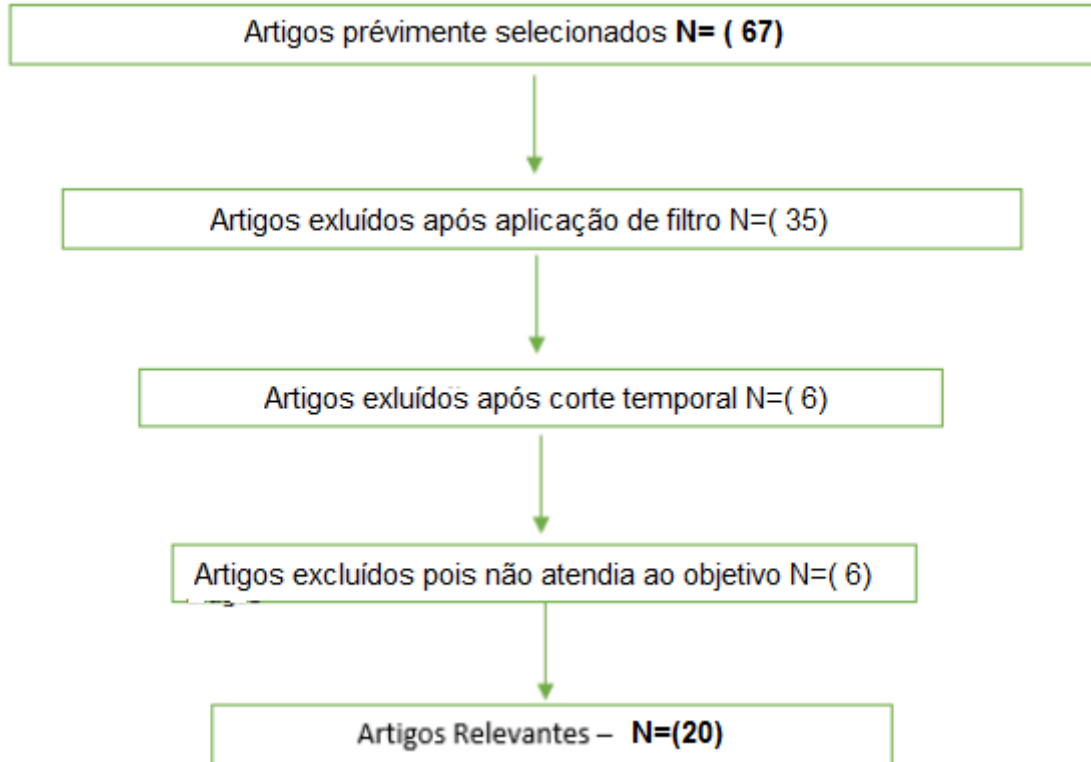 Artigos prévimente selecionados N= ( 67)
Artigos exluídos após aplicação de filtro N=( 35)
Artigos exluídos após corte temporal N=( 6)
Artigos excluídos pois não atendia ao objetivo N=( 6)
Artigos Relevantes – N=(20)